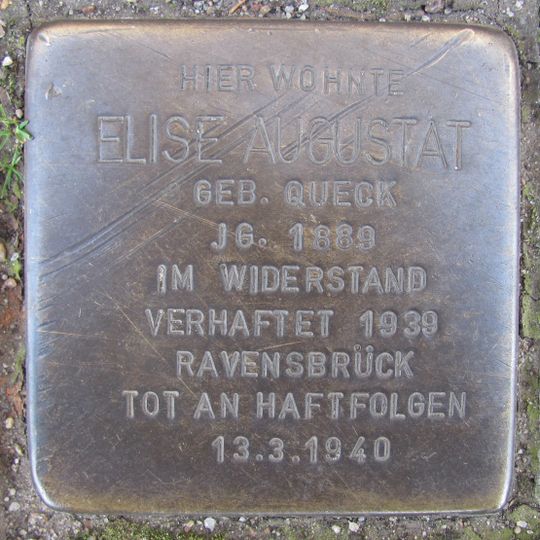 HIER WOHNTE
ELISE AUGUSTAT
GEB. QUECK
JG. 1889
IM WIDERSTAND
VERHAFTET 1939
RAVENSBRÜCK
TOT AN HAFTFOLGEN
13.3.1940